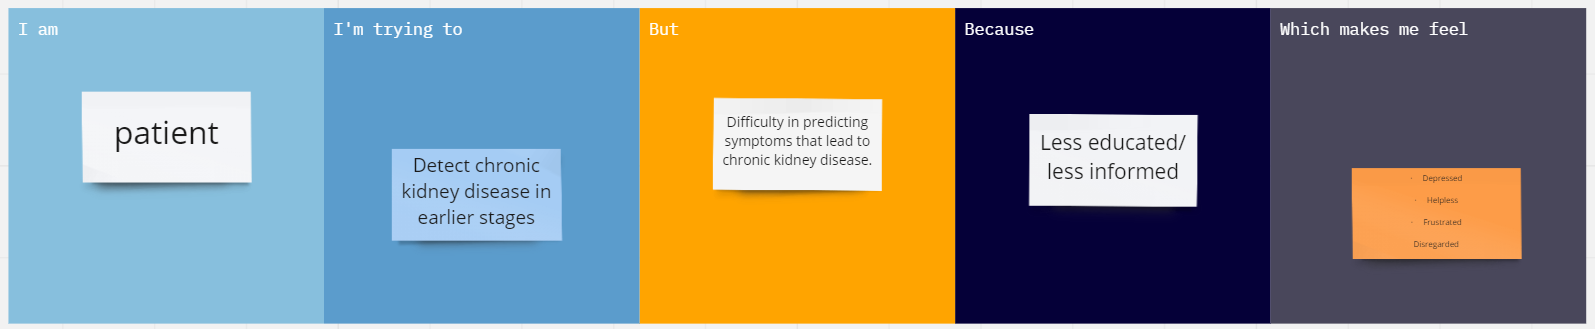 I am
patient
I'm trying to
Detect chronic
kidney disease in
earlier stages
But
Difficulty in predicting
symptoms that lead to
chronic kidney disease.
Because
Less educated/
less informed
Which makes me feel
· Depressed
· Helpless
· Frustrated
Disregarded